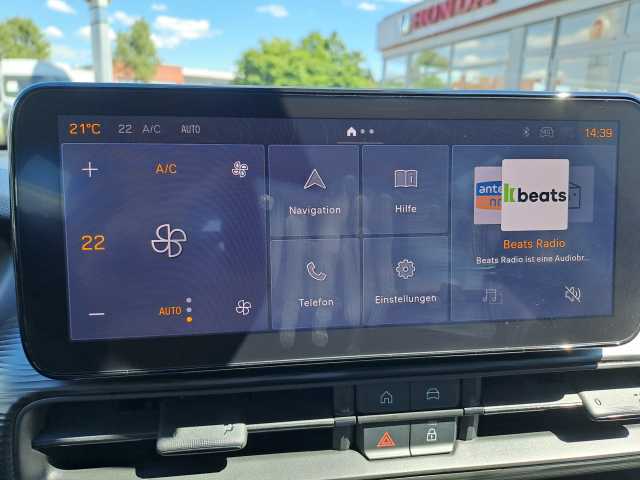 HONDA
21°C 22 A/C AUTO 14:39
A/C
22
AUTO
Navigation
Hilfe
Telefon
Einstellungen
ante
beats
Beats Radio
Beats Radio ist eine Audiobr...